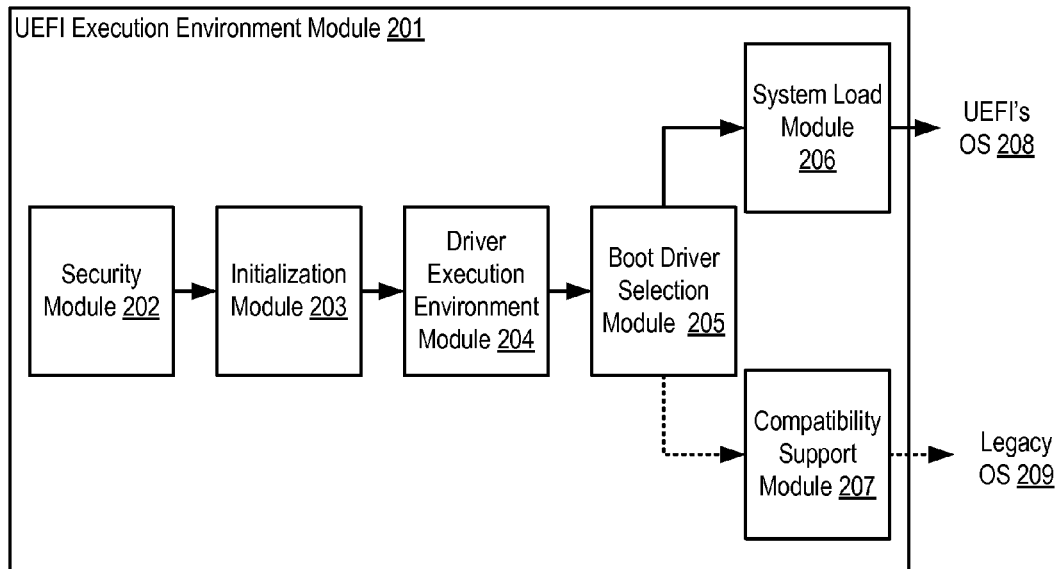 UEFI Execution Environment Module 201
System Load
Module
206
UEFI's
OS 208
Security
Module 202
Initialization
Module 203
Driver
Execution
Environment
Module 204
Boot Driver
Selection
Module 205
Compatibility
Support
Module 207
Legacy
OS 209